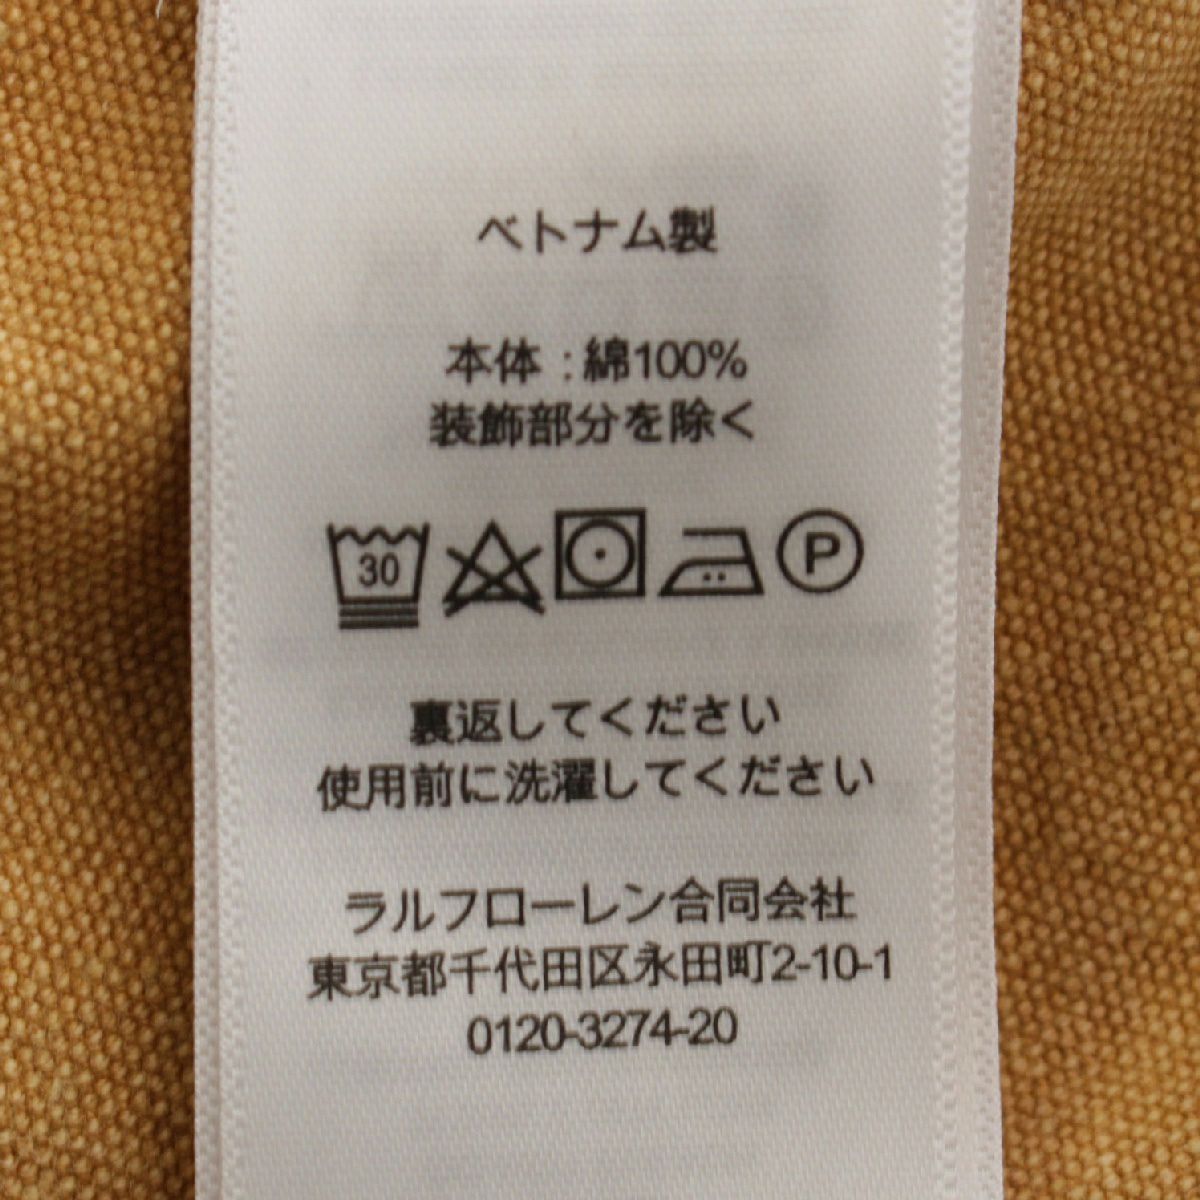 ベトナム製
本体：綿100%
装飾部分を除く
30 P
裏返してください
使用前に洗濯してください
ラルフローレン合同会社
東京都千代田区永田町2-10-1
0120-3274-20